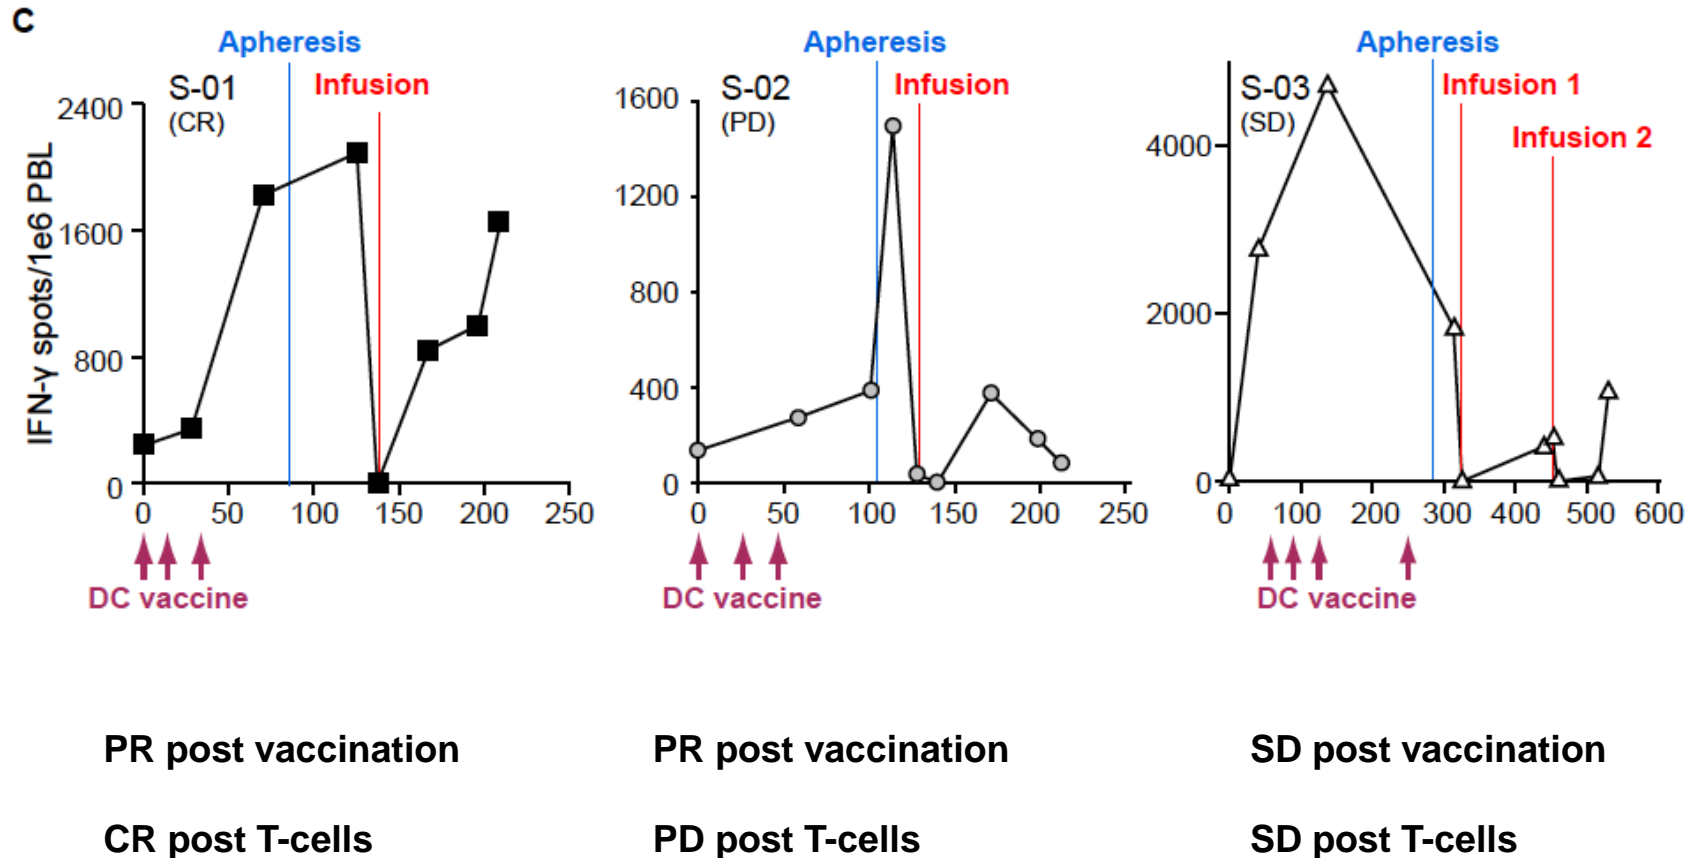 C
Apheresis
Infusion
S-01
(CR)
IFN-γ spots/1e6 PBL
2400
1600
800
0
0 50 100 150 200 250
DC vaccine
Apheresis
Infusion
S-02
(PD)
1600
1200
800
400
0
0 50 100 150 200 250
DC vaccine
Apheresis
Infusion 1
Infusion 2
S-03
(SD)
4000
2000
0
0 100 200 300 400 500 600
DC vaccine
PR post vaccination
PR post vaccination
SD post vaccination
CR post T-cells
PD post T-cells
SD post T-cells